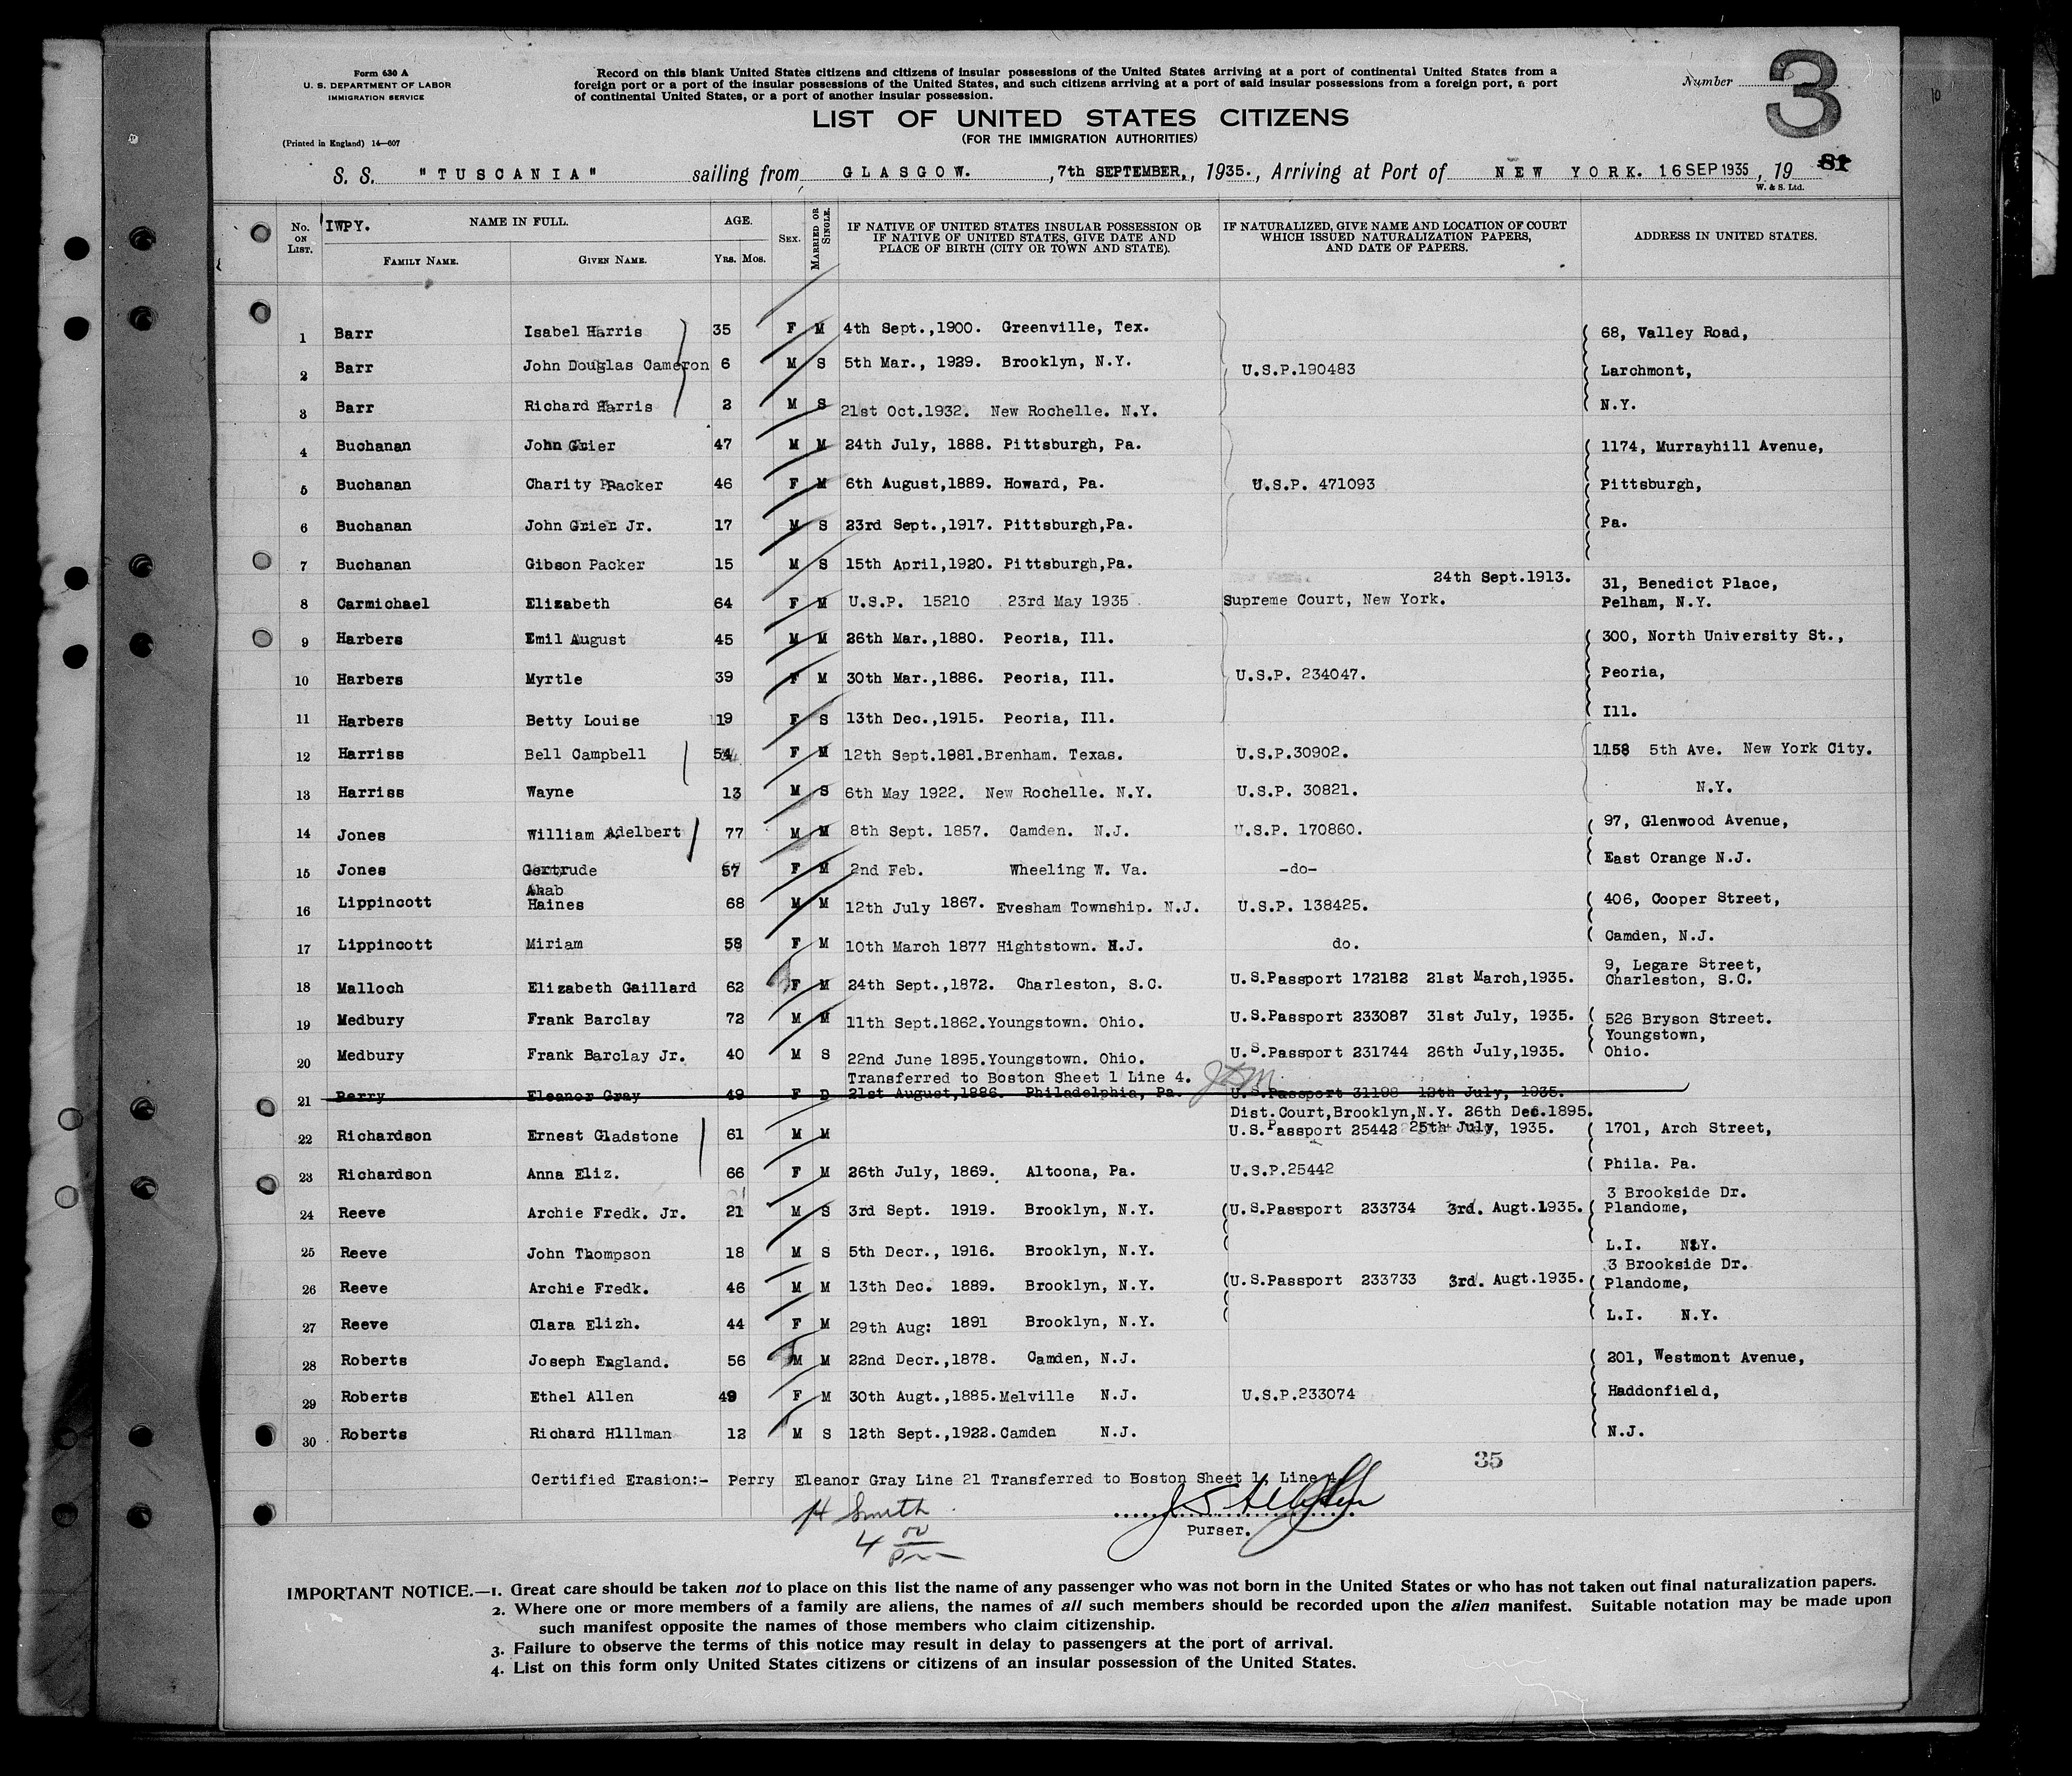 Form 630 A
U. S. DEPARTMENT OF LABOR
IMMIGRATION SERVICE
(Printed in England) 14—607
Record on this blank United States citizens and citizens of insular possessions of the United States arriving at a port of continental United States from a
foreign port or a port of the insular possessions of the United States, and such citizens arriving at a port of said insular possessions from a foreign port, a port
of continental United States, or a port of another insular possession.
Number 3
10
LIST OF UNITED STATES CITIZENS
(FOR THE IMMIGRATION AUTHORITIES)
S. S. "TUSCANIA" sailing from GLASGOW. , 7th SEPTEMBER, , 1935. , Arriving at Port of NEW YORK. 16 SEP 1935 , 19 81
W. & S. Ltd.
No. ON LIST. IWPY. NAME IN FULL. AGE. SEX. MARRIED OR SINGLE. IF NATIVE OF UNITED STATES INSULAR POSSESSION OR IF NATIVE OF UNITED STATES, GIVE DATE AND PLACE OF BIRTH (CITY OR TOWN AND STATE). IF NATURALIZED, GIVE NAME AND LOCATION OF COURT WHICH ISSUED NATURALIZATION PAPERS, AND DATE OF PAPERS. ADDRESS IN UNITED STATES.
FAMILY NAME. GIVEN NAME. YRS. MOS.
1 Barr Isabel Harris 35 F M 4th Sept.,1900. Greenville, Tex. 68, Valley Road,
2 Barr John Douglas Cameron 6 M S 5th Mar., 1929. Brooklyn, N.Y. U.S.P.190483 Larchmont,
3 Barr Richard Harris 2 M S 21st Oct.1932. New Rochelle. N.Y. N.Y.
4 Buchanan John Grier 47 M M 24th July, 1888. Pittsburgh, Pa. 1174, Murrayhill Avenue,
5 Buchanan Charity Packer 46 F M 6th August,1889. Howard, Pa. U.S.P. 471093 Pittsburgh,
6 Buchanan John Grier Jr. 17 M S 23rd Sept.,1917. Pittsburgh,Pa. Pa.
7 Buchanan Gibson Packer 15 M S 15th April,1920. Pittsburgh,Pa.
24th Sept.1913. 31, Benedict Place,
8 Carmichael Elizabeth 64 F M U.S.P. 15210 23rd May 1935 Supreme Court, New York. Pelham, N.Y.
9 Harbers Emil August 45 M M 26th Mar.,1880. Peoria, Ill. 300, North University St.,
10 Harbers Myrtle 39 F M 30th Mar.,1886. Peoria, Ill. U.S.P. 234047. Peoria,
11 Harbers Betty Louise 19 F S 13th Dec.,1915. Peoria, Ill. Ill.
12 Harriss Bell Campbell 54 F M 12th Sept.1881.Brenham. Texas. U.S.P.30902. 1158 5th Ave. New York City.
13 Harriss Wayne 13 M S 6th May 1922. New Rochelle. N.Y. U.S.P. 30821. N.Y.
14 Jones William Adelbert 77 M M 8th Sept. 1857. Camden. N.J. U.S.P. 170860. 97, Glenwood Avenue,
15 Jones Gertrude 57 F M 2nd Feb. Wheeling W. Va. -do- East Orange N.J.
Ahab
16 Lippincott Haines 68 M M 12th July 1867. Evesham Township. N.J. U.S.P. 138425. 406, Cooper Street,
17 Lippincott Miriam 58 F M 10th March 1877 Hightstown. N.J. do. Camden, N.J.
9, Legare Street,
18 Malloch Elizabeth Gaillard 62 F M 24th Sept.,1872. Charleston, S.C. U.S.Passport 172182 21st March,1935. Charleston, S.C.
19 Medbury Frank Barclay 72 M M 11th Sept.1862.Youngstown. Ohio. U.S.Passport 233087 31st July, 1935. 526 Bryson Street.
Youngstown,
20 Medbury Frank Barclay Jr. 40 M S 22nd June 1895.Youngstown. Ohio. U.S.Passport 231744 26th July,1935. Ohio.
Transferred to Boston Sheet 1 Line 4.
21 Perry Eleanor Gray 49 F D 21st August,1886. Philadelphia, Pa. U.S.Passport 31198 12th July, 1935.
Dist.Court,Brooklyn,N.Y. 26th Dec.1895.
22 Richardson Ernest Gladstone 61 M M U.S.Passport 25442 25th July, 1935. 1701, Arch Street,
23 Richardson Anna Eliz. 66 F M 26th July, 1869. Altoona, Pa. U.S.P.25442 Phila. Pa.
3 Brookside Dr.
24 Reeve Archie Fredk. Jr. 21 M S 3rd Sept. 1919. Brooklyn, N.Y. U.S.Passport 233734 3rd. Augt.1935. Plandome,
25 Reeve John Thompson 18 M S 5th Decr., 1916. Brooklyn, N.Y. L.I. N.Y.
3 Brookside Dr.
26 Reeve Archie Fredk. 46 M M 13th Dec. 1889. Brooklyn, N.Y. U.S.Passport 233733 3rd. Augt.1935. Plandome,
27 Reeve Clara Elizh. 44 F M 29th Aug: 1891 Brooklyn, N.Y. L.I. N.Y.
28 Roberts Joseph England. 56 M M 22nd Decr.,1878. Camden, N.J. 201, Westmont Avenue,
29 Roberts Ethel Allen 49 F M 30th Augt.,1885.Melville N.J. U.S.P.233074 Haddonfield,
30 Roberts Richard Hlllman 12 M S 12th Sept.,1922.Camden N.J. N.J.
35
Certified Erasion:- Perry Eleanor Gray Line 21 Transferred to Boston Sheet 1, Line 4.
H Smith
4 00 pm
Purser.
IMPORTANT NOTICE.—1. Great care should be taken not to place on this list the name of any passenger who was not born in the United States or who has not taken out final naturalization papers.
2. Where one or more members of a family are aliens, the names of all such members should be recorded upon the alien manifest. Suitable notation may be made upon
such manifest opposite the names of those members who claim citizenship.
3. Failure to observe the terms of this notice may result in delay to passengers at the port of arrival.
4. List on this form only United States citizens or citizens of an insular possession of the United States.